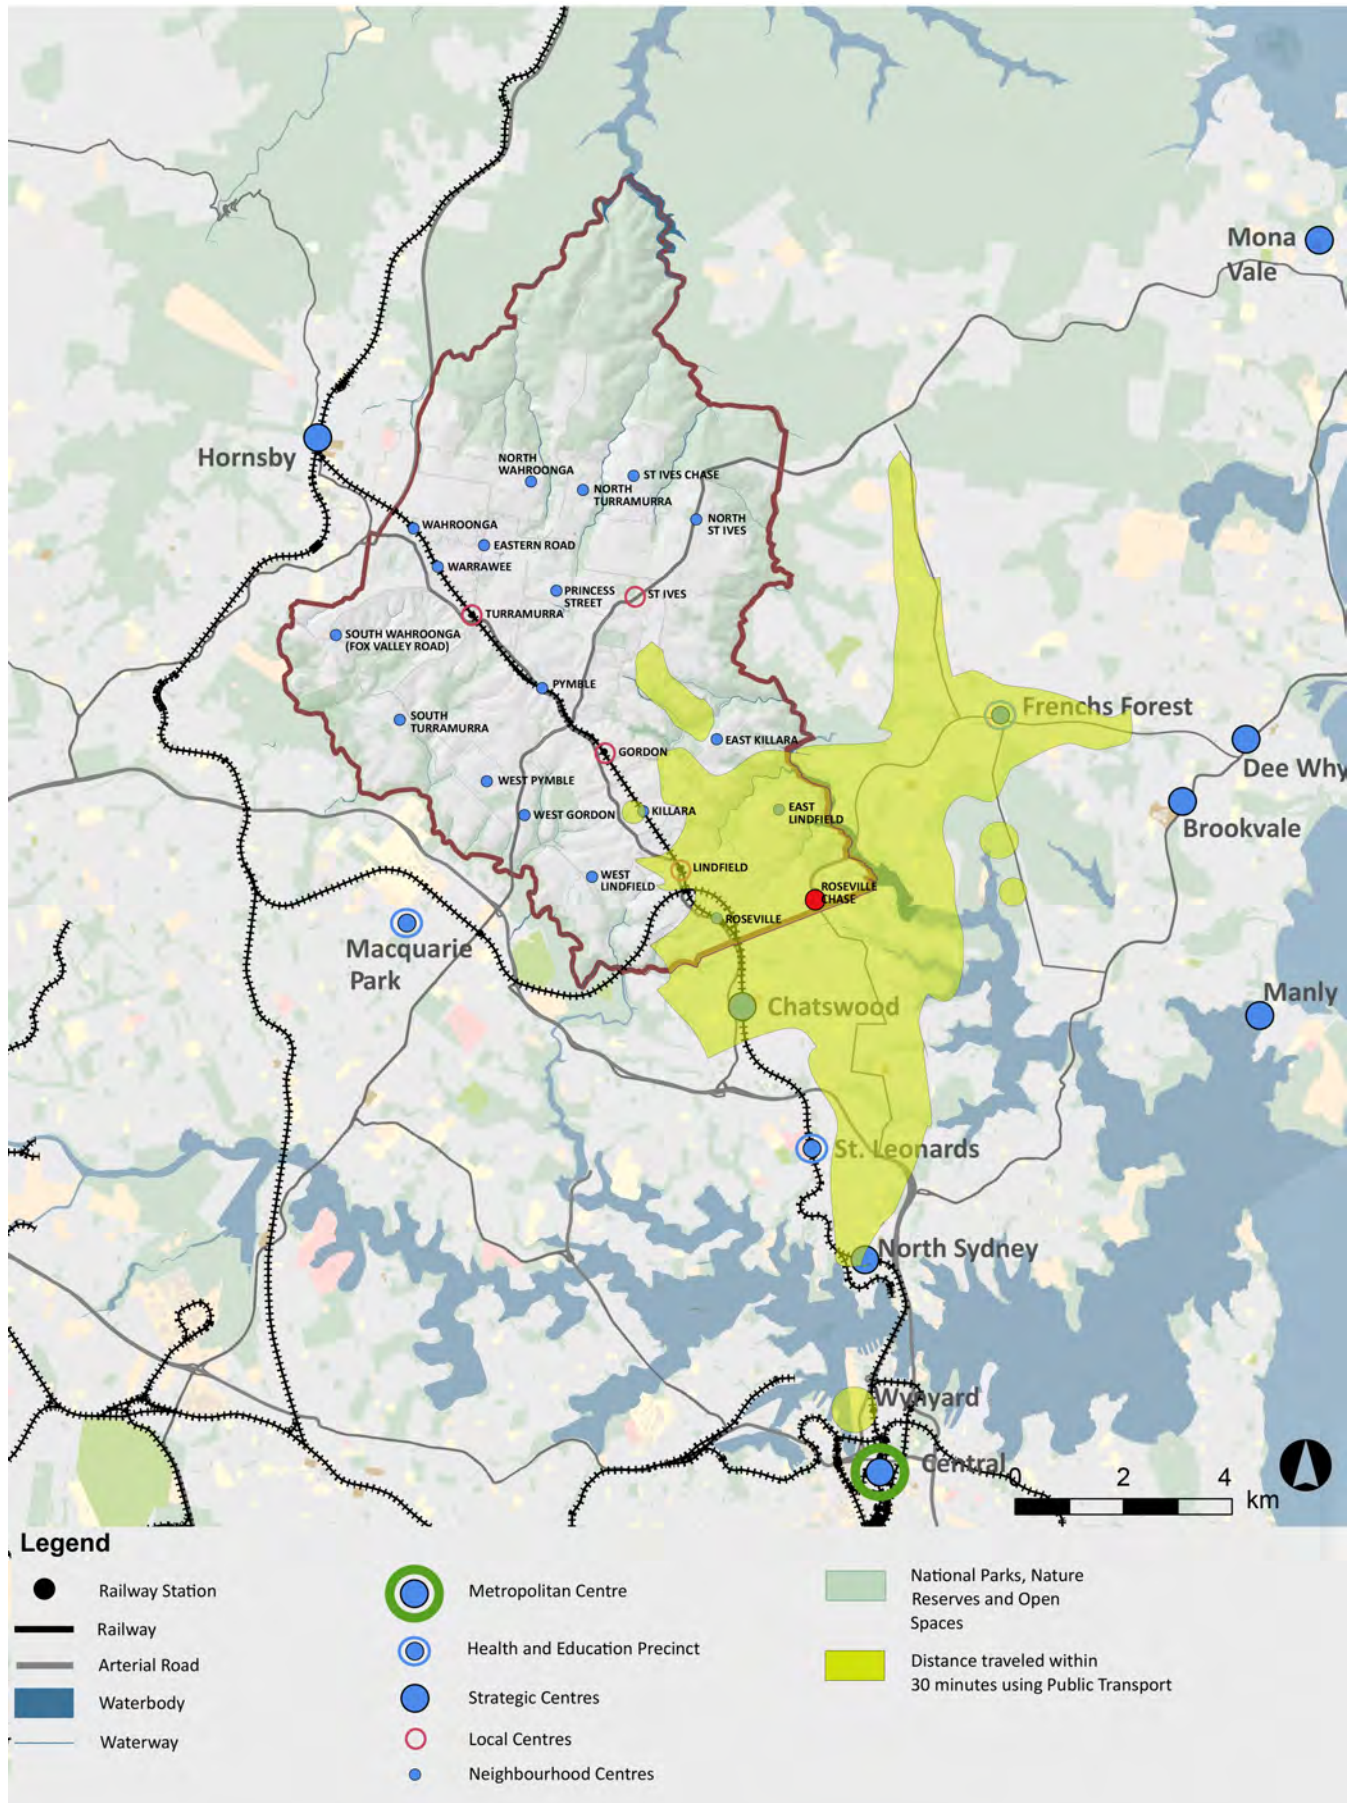 Mona
Vale
Hornsby
NORTH
WAHROONGA
ST IVES CHASE
NORTH
TURRAMURRA
WAHROONGA
NORTH
ST IVES
EASTERN ROAD
WARRAWEE
PRINCESS
STREET
ST IVES
TURRAMURRA
SOUTH WAHROONGA
(FOX VALLEY ROAD)
PYMBLE
Frenchs Forest
SOUTH
TURRAMURRA
EAST KILLARA
GORDON
Dee Why
WEST PYMBLE
KILLARA
EAST
LINDFIELD
WEST GORDON
Brookvale
LINDFIELD
WEST
LINDFIELD
ROSEVILLE
CHASE
ROSEVILLE
Macquarie
Park
Manly
Chatswood
St. Leonards
North Sydney
Wynyard
Central
0 2 4
km
Legend
Railway Station
Railway
Arterial Road
Waterbody
Waterway
Metropolitan Centre
Health and Education Precinct
Strategic Centres
Local Centres
Neighbourhood Centres
National Parks, Nature
Reserves and Open
Spaces
Distance traveled within
30 minutes using Public Transport